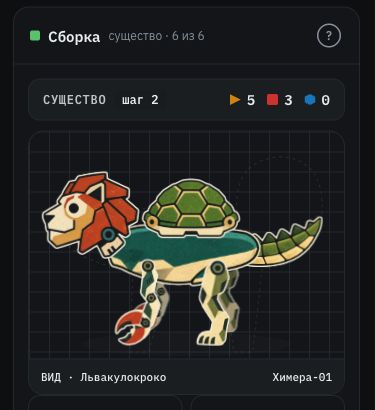 Сборка существо · 6 из 6 ?
СУЩЕСТВО шаг 2 5 3 0
ВИД · Львакулокроко Химера-01